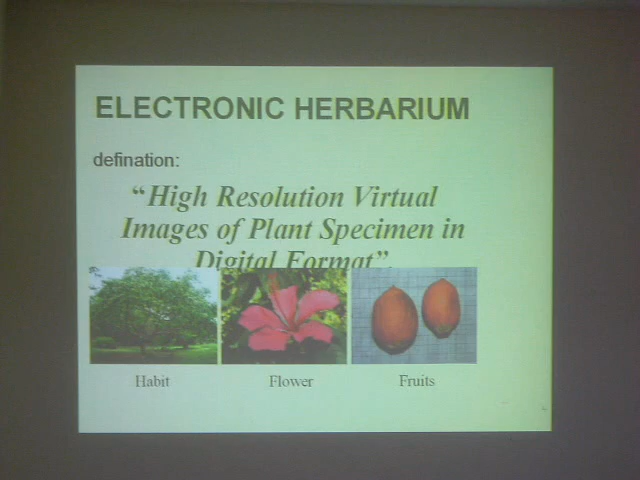 ELECTRONIC HERBARIUM
defination:
“High Resolution Virtual
Images of Plant Specimen in
Digital Format”
Habit Flower Fruits